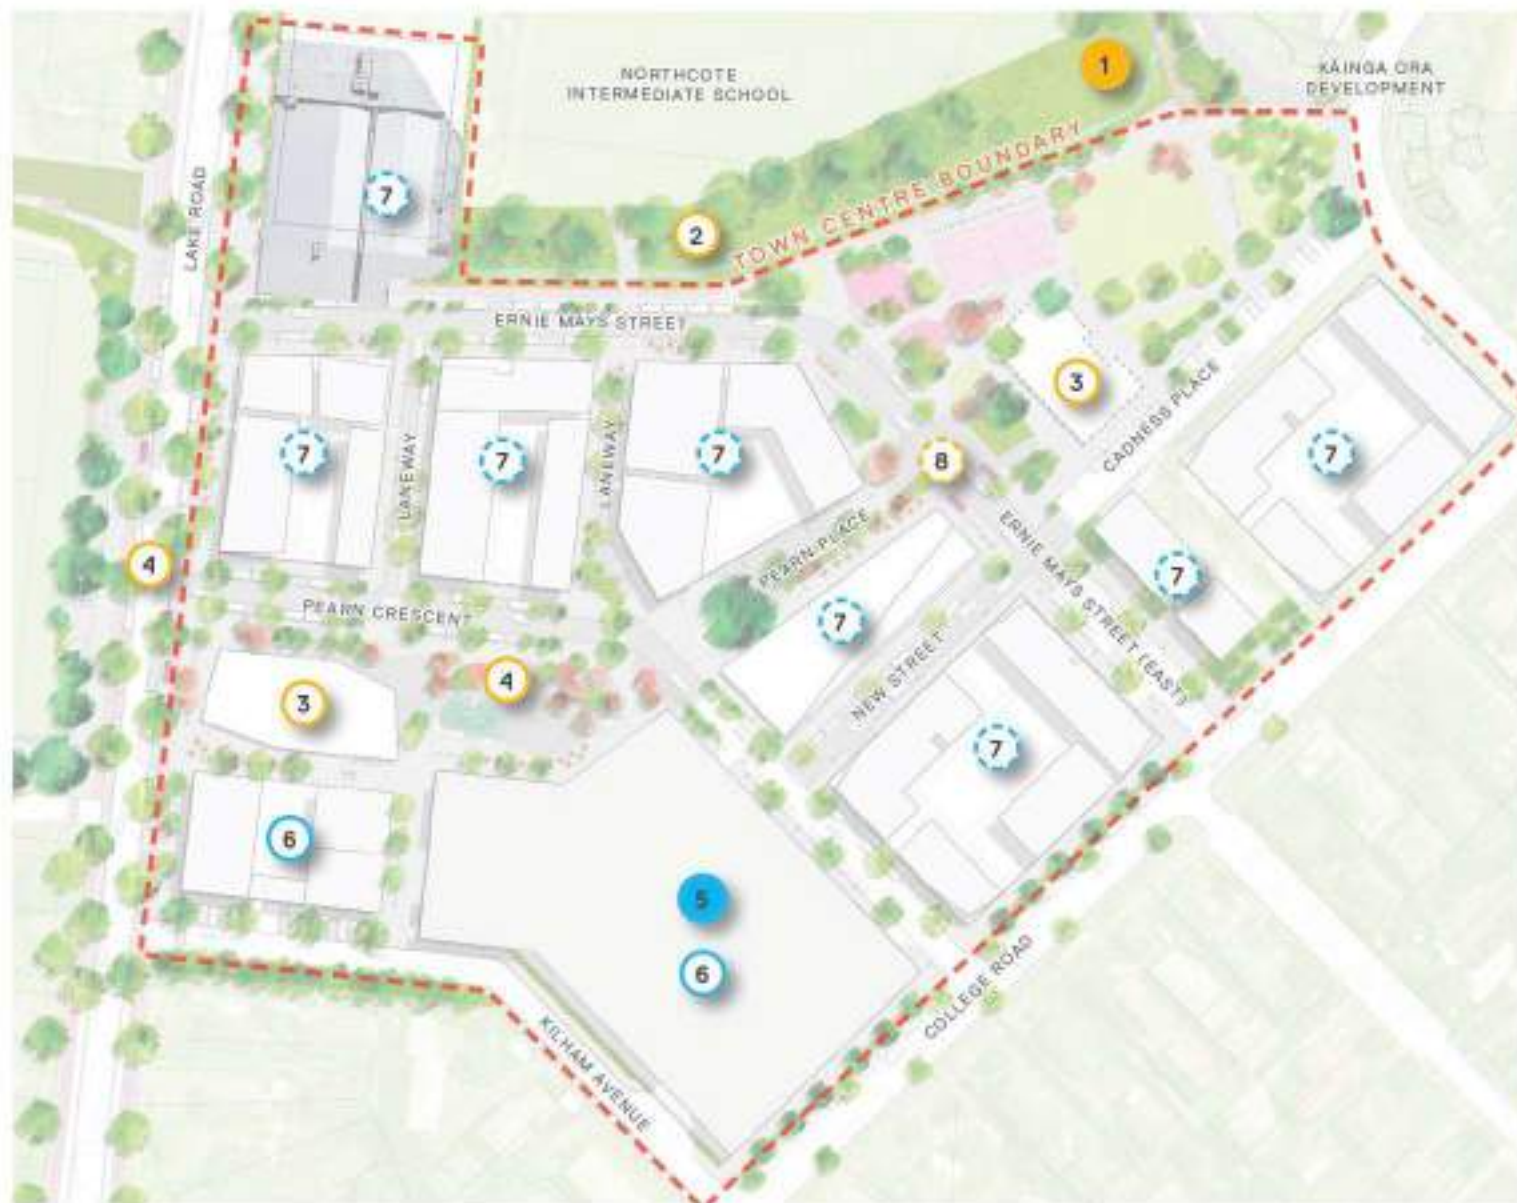 NORTHCOTE
INTERMEDIATE SCHOOL
1
KĀINGA ORA
DEVELOPMENT
LAKE ROAD
7
2
TOWN CENTRE BOUNDARY
ERNIE MAYS STREET
3
CADNESS PLACE
7
7
7
8
7
LANEWAY
LANEWAY
4
PEARN PLACE
ERNIE MAYS STREET (EAST)
7
PEARN CRESCENT
7
4
3
NEW STREET
7
6
5
6
COLLEGE ROAD
KILHAM AVENUE